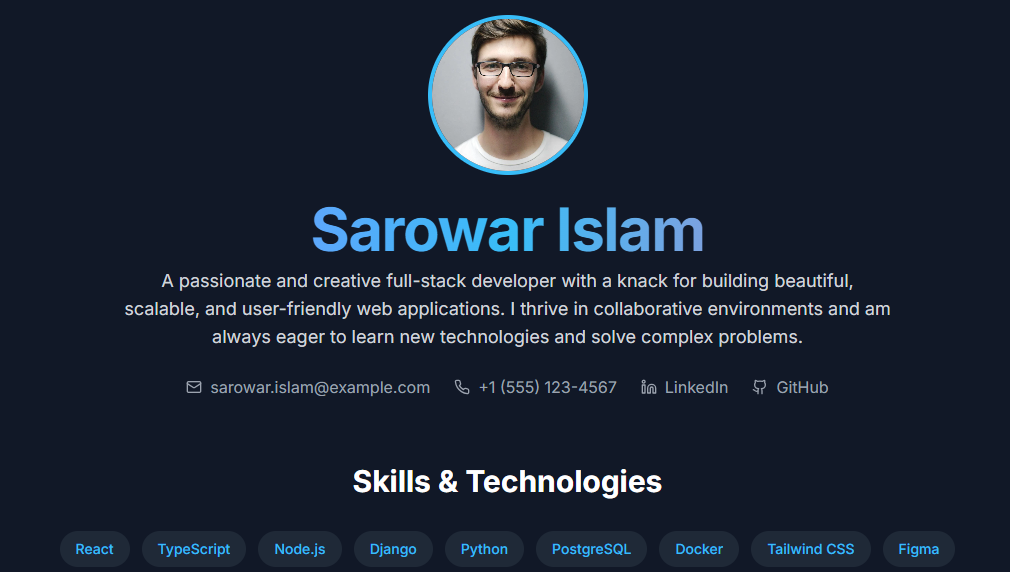 Sarowar Islam
A passionate and creative full-stack developer with a knack for building beautiful,
scalable, and user-friendly web applications. I thrive in collaborative environments and am
always eager to learn new technologies and solve complex problems.
sarowar.islam@example.com +1 (555) 123-4567 LinkedIn GitHub
Skills & Technologies
React TypeScript Node.js Django Python PostgreSQL Docker Tailwind CSS Figma